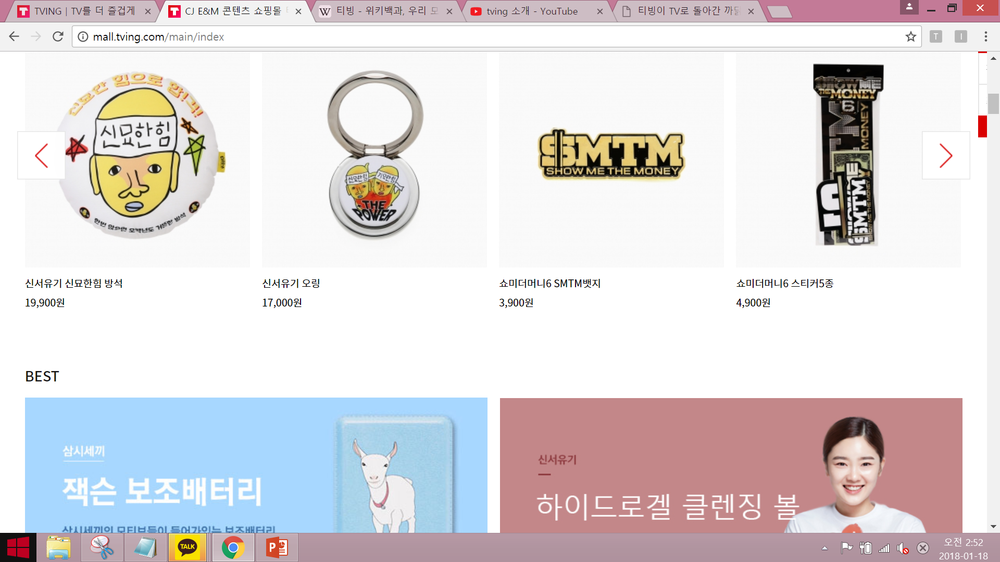 TVING | TV를 더 즐겁게
CJ E&M 콘텐츠 쇼핑몰
티빙 - 위키백과, 우리 모
tving 소개 - YouTube
티빙이 TV로 돌아간 까닭
mall.tving.com/main/index
T
I
신묘한 힘으로 합!격!
신묘한힘
한번 앉으면 오백년도 거뜬한 방석
신묘한힘
기묘한힘
THE
POWER
$MTM
SHOW ME THE MONEY
SHOW ME
THE MONEY
6
MONEY
SMTM
신서유기 신묘한힘 방석
19,900원
신서유기 오링
17,000원
쇼미더머니6 SMTM뱃지
3,900원
쇼미더머니6 스티커5종
4,900원
BEST
삼시세끼
잭슨 보조배터리
삼시세끼의 모티브들이 들어가있는 보조배터리
신서유기
하이드로겔 클렌징 볼
TALK
오전 2:52
2018-01-18